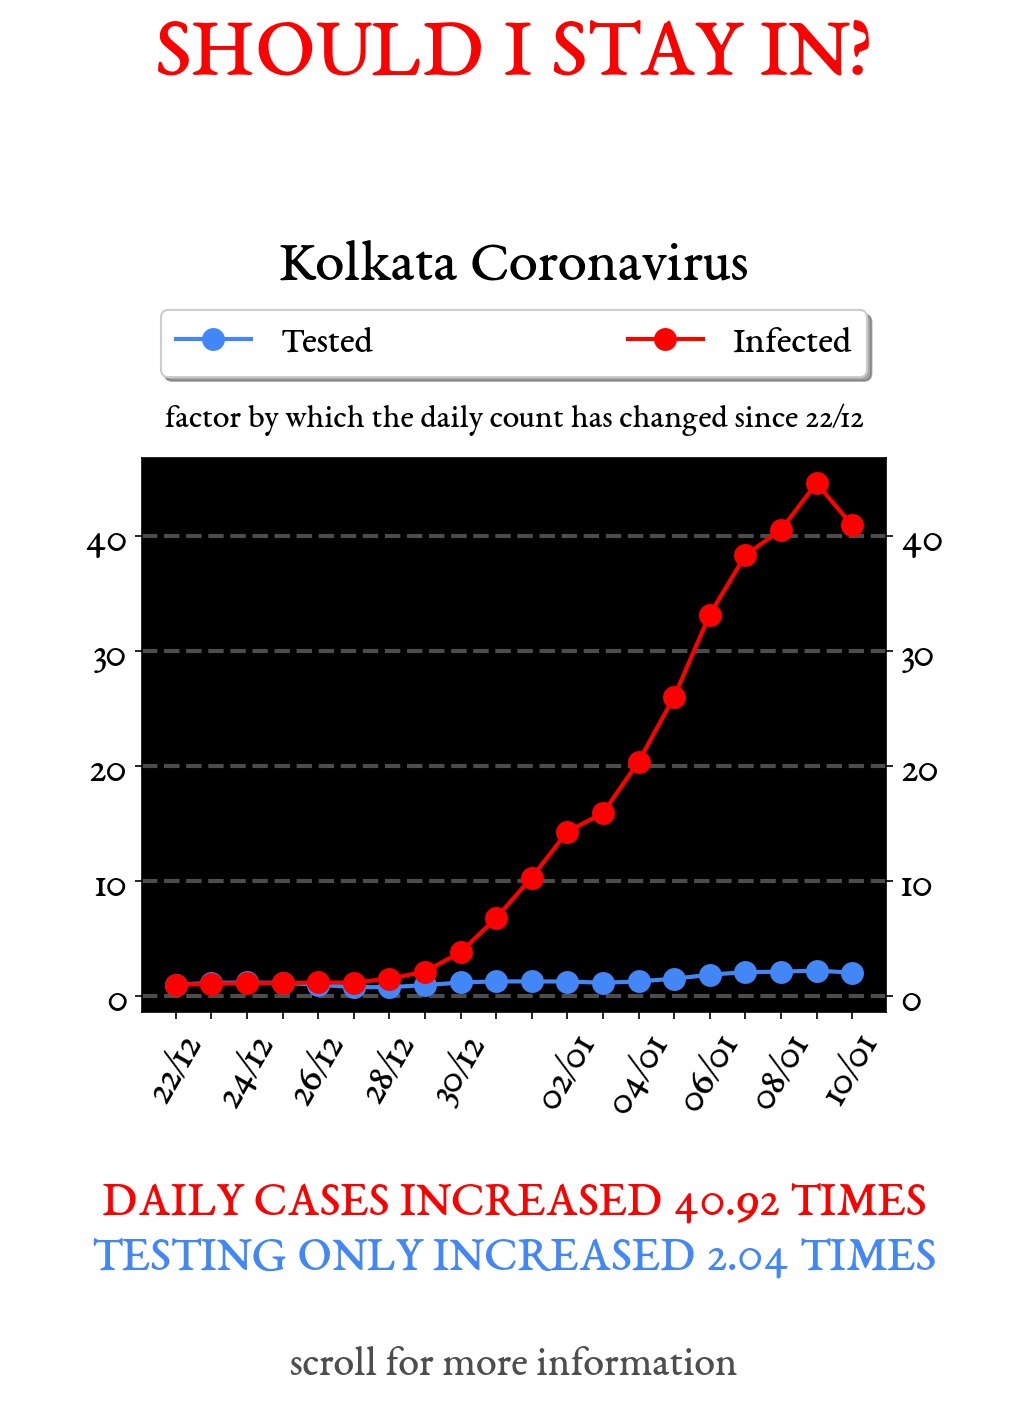 SHOULD I STAY IN?
Kolkata Coronavirus
Tested Infected
factor by which the daily count has changed since 22/12
40 40
30 30
20 20
10 10
0 0
22/12 24/12 26/12 28/12 30/12 02/01 04/01 06/01 08/01 10/01
DAILY CASES INCREASED 40.92 TIMES
TESTING ONLY INCREASED 2.04 TIMES
scroll for more information